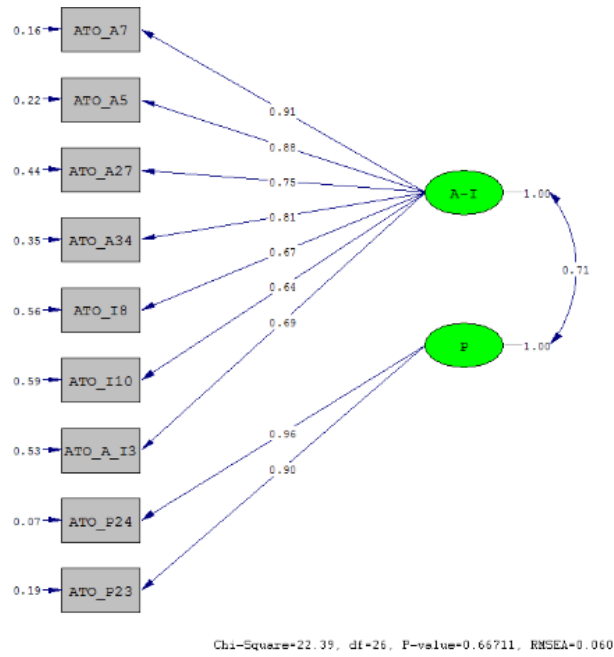 0.16 ATO_A7
0.91
0.22 ATO_A5
0.88
0.44 ATO_A27
0.75
A-I 1.00
0.35 ATO_A34
0.81
0.67
0.71
0.56 ATO_I8
0.64
0.69
P 1.00
0.59 ATO_I10
0.53 ATO_A_I3
0.96
0.90
0.07 ATO_P24
0.19 ATO_P23
Chi-Square=22.39, df=26, P-value=0.66711, RMSEA=0.060